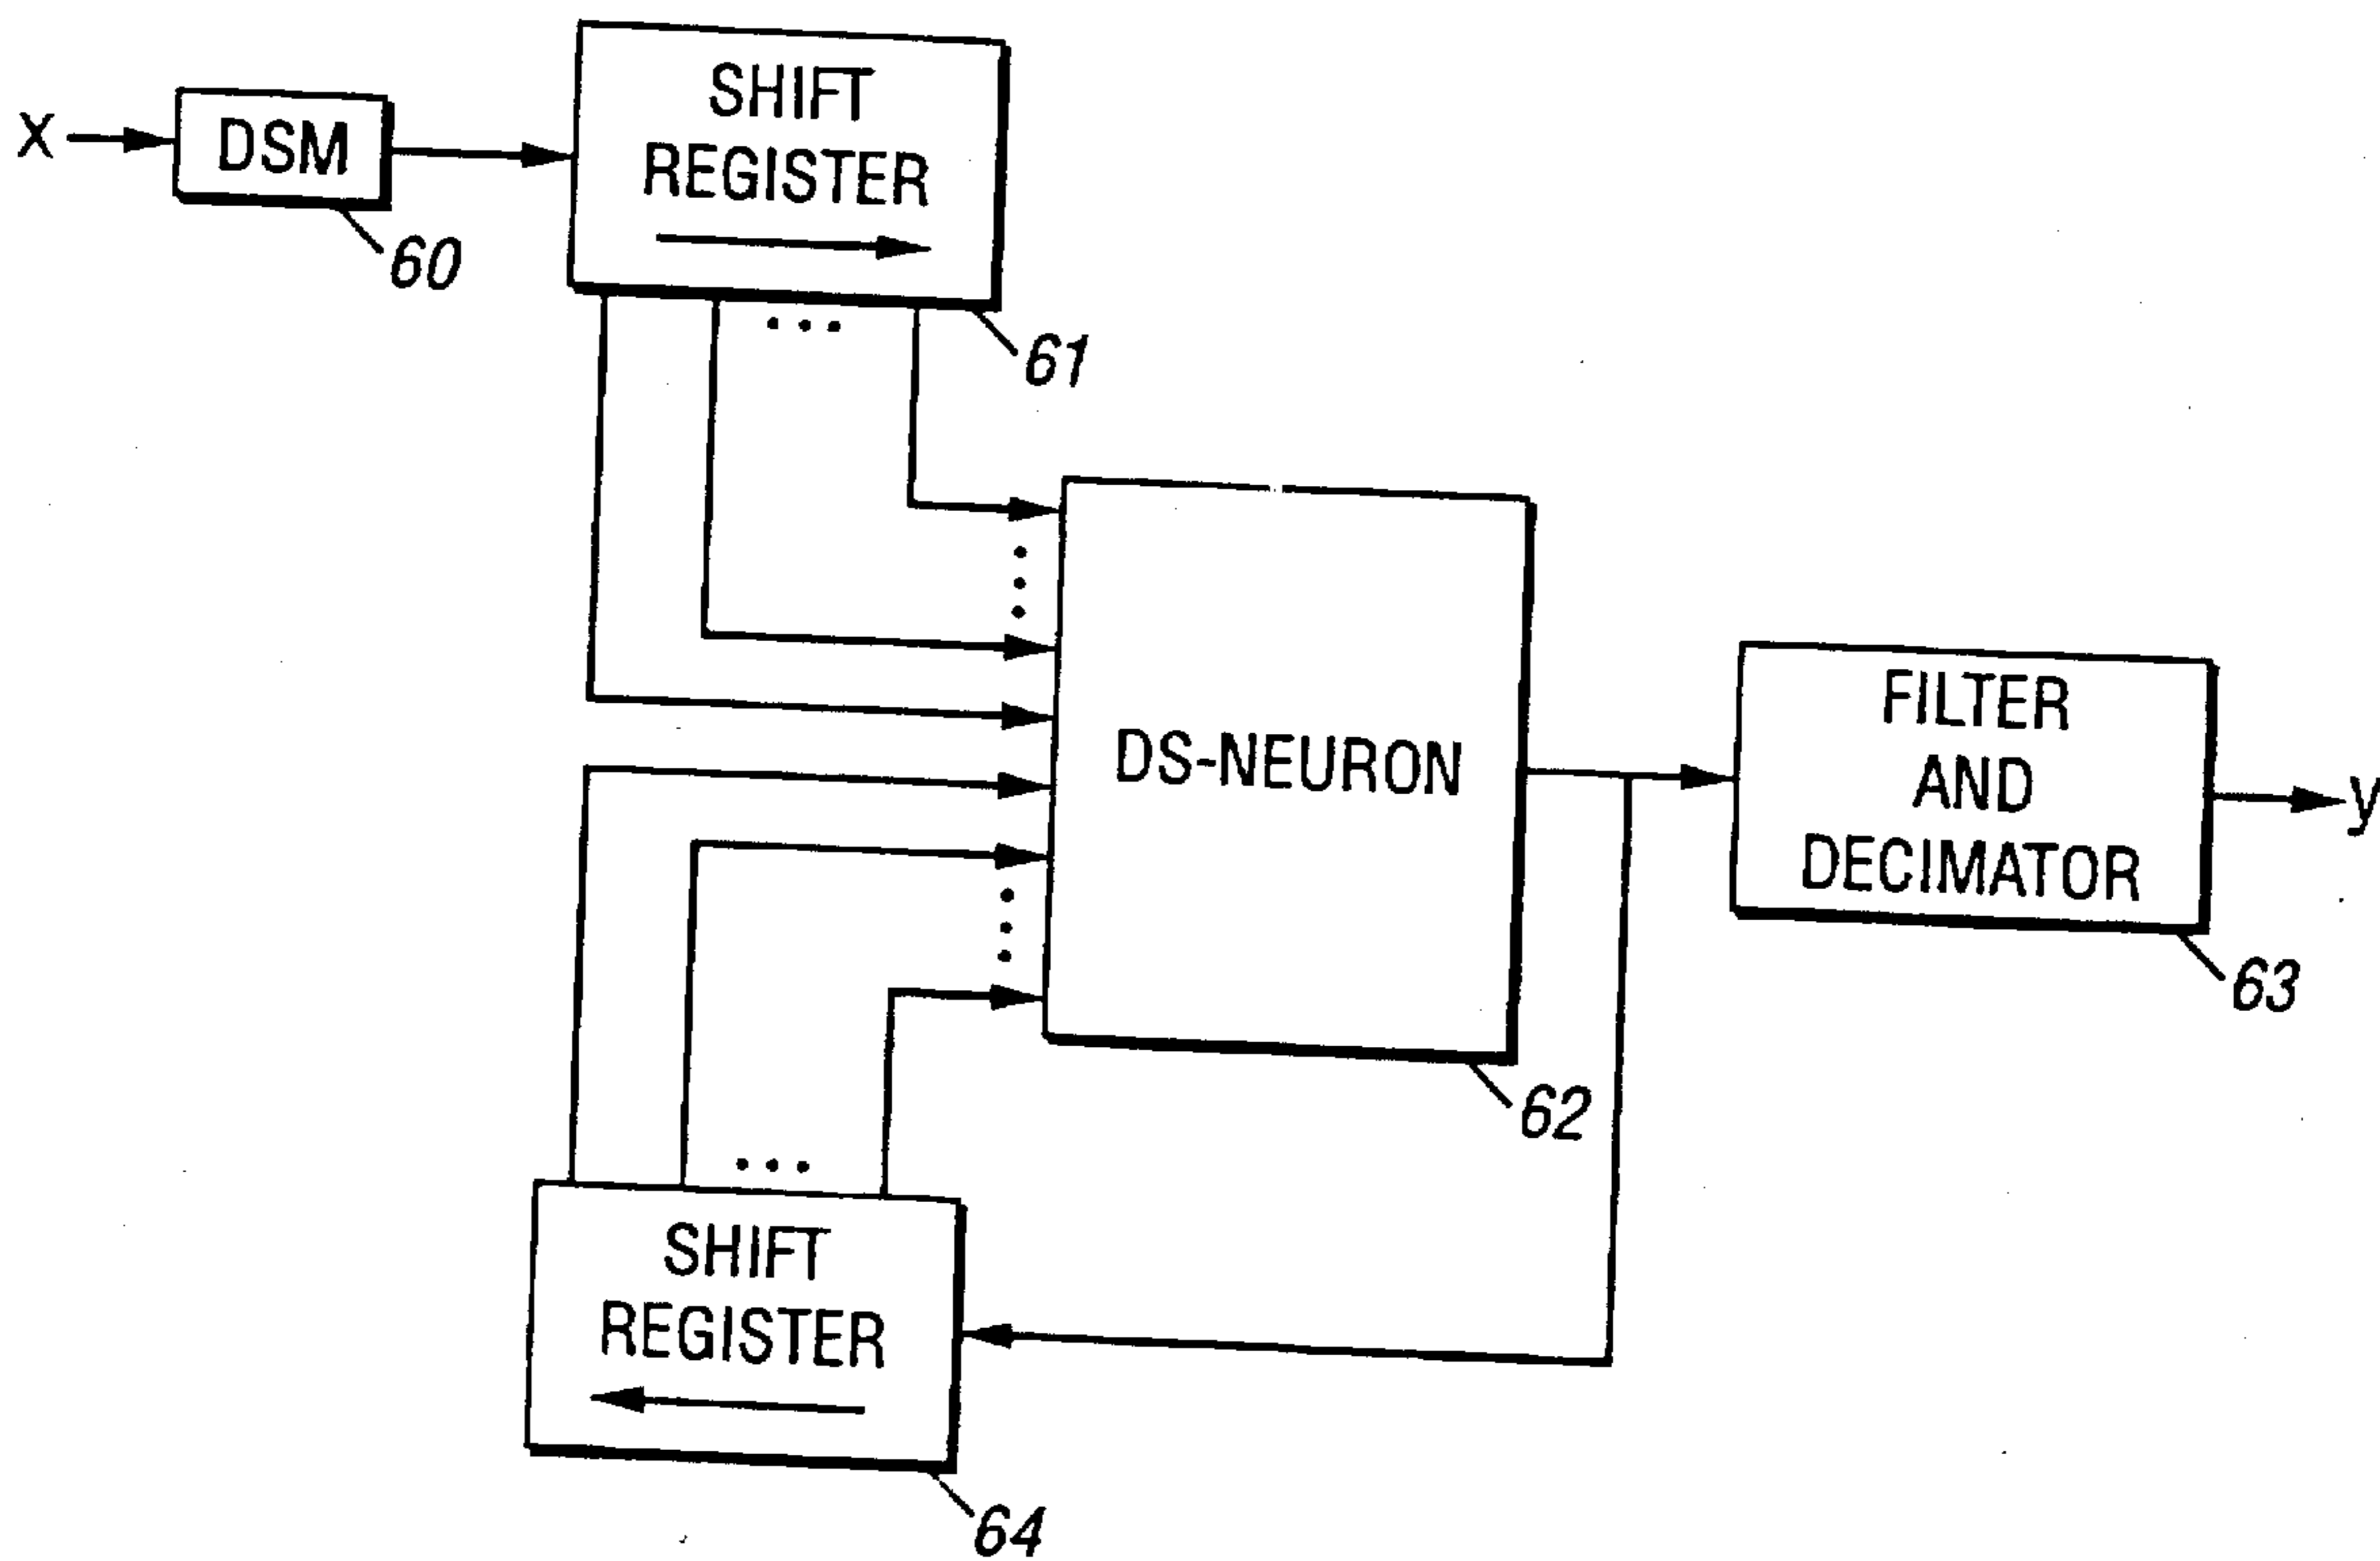 X
DSM
60
SHIFT
REGISTER
61
DS-NEURON
62
FILTER
AND
DECIMATOR
63
y
SHIFT
REGISTER
64